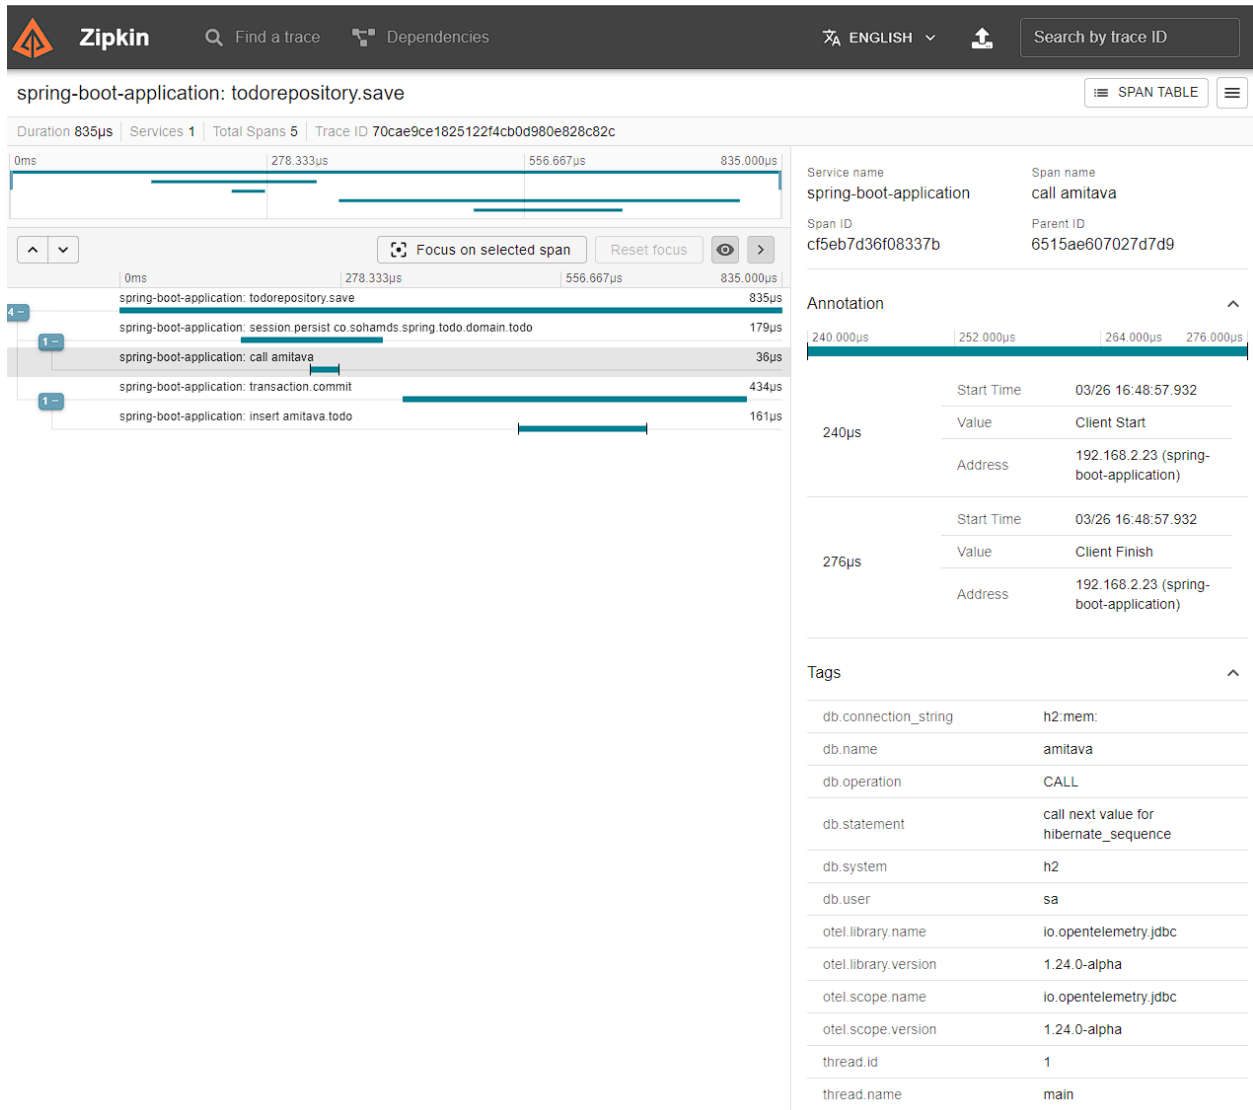 Zipkin
Find a trace
Dependencies
ENGLISH
Search by trace ID
spring-boot-application: todorepository.save
SPAN TABLE
Duration 835μs Services 1 Total Spans 5 Trace ID 70cae9ce1825122f4cb0d980e828c82c
0ms 278.333μs 556.667μs 835.000μs
Focus on selected span
Reset focus
0ms 278.333μs 556.667μs 835.000μs
spring-boot-application: todorepository.save 835μs
4 −
spring-boot-application: session.persist co.sohamds.spring.todo.domain.todo 179μs
1 −
spring-boot-application: call amitava 36μs
spring-boot-application: transaction.commit 434μs
1 −
spring-boot-application: insert amitava.todo 161μs
Service name Span name
spring-boot-application call amitava
Span ID Parent ID
cf5eb7d36f08337b 6515ae607027d7d9
Annotation
240.000μs 252.000μs 264.000μs 276.000μs
240μs
Start Time 03/26 16:48:57.932
Value Client Start
Address 192.168.2.23 (spring-
boot-application)
276μs
Start Time 03/26 16:48:57.932
Value Client Finish
Address 192.168.2.23 (spring-
boot-application)
Tags
db.connection_string h2:mem:
db.name amitava
db.operation CALL
db.statement call next value for
hibernate_sequence
db.system h2
db.user sa
otel.library.name io.opentelemetry.jdbc
otel.library.version 1.24.0-alpha
otel.scope.name io.opentelemetry.jdbc
otel.scope.version 1.24.0-alpha
thread.id 1
thread.name main